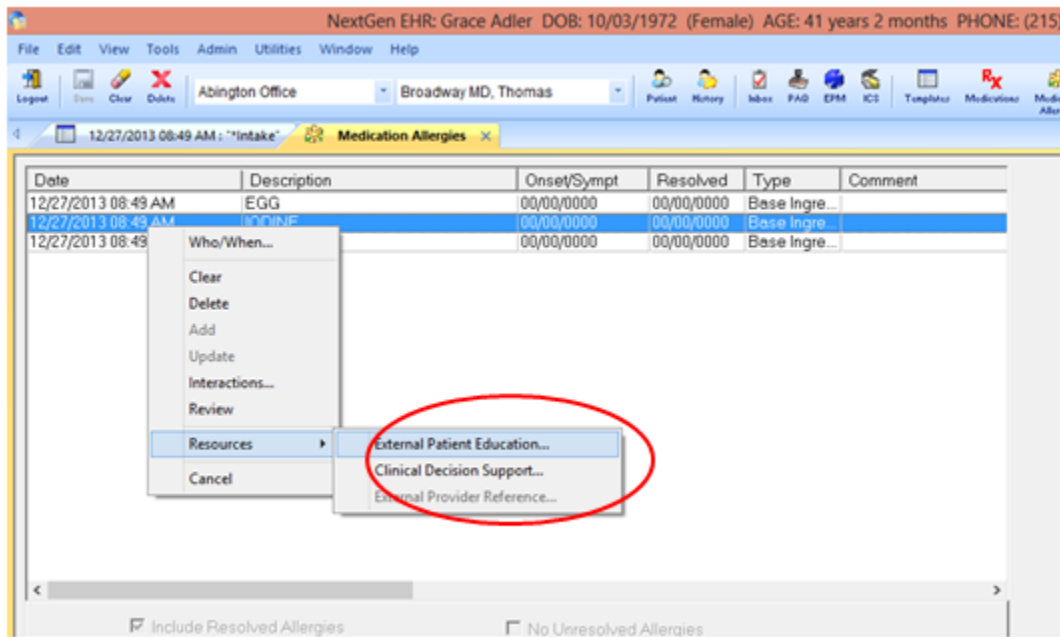 NextGen EHR: Grace Adler DOB: 10/03/1972 (Female) AGE: 41 years 2 months PHONE: (215)
File Edit View Tools Admin Utilities Window Help
Abington Office Broadway MD, Thomas
Logout Save Clear Delete Patient History Inbox PAQ EPM ICS Templates Medications
12/27/2013 08:49 AM : "*Intake" Medication Allergies
Date Description Onset/Sympt Resolved Type Comment
12/27/2013 08:49 AM EGG 00/00/0000 00/00/0000 Base Ingre...
12/27/2013 08:49 AM IODINE 00/00/0000 00/00/0000 Base Ingre...
12/27/2013 08:49 00/00/0000 00/00/0000 Base Ingre...
Who/When...
Clear
Delete
Add
Update
Interactions...
Review
Resources
External Patient Education...
Clinical Decision Support...
External Provider Reference...
Cancel
Include Resolved Allergies No Unresolved Allergies